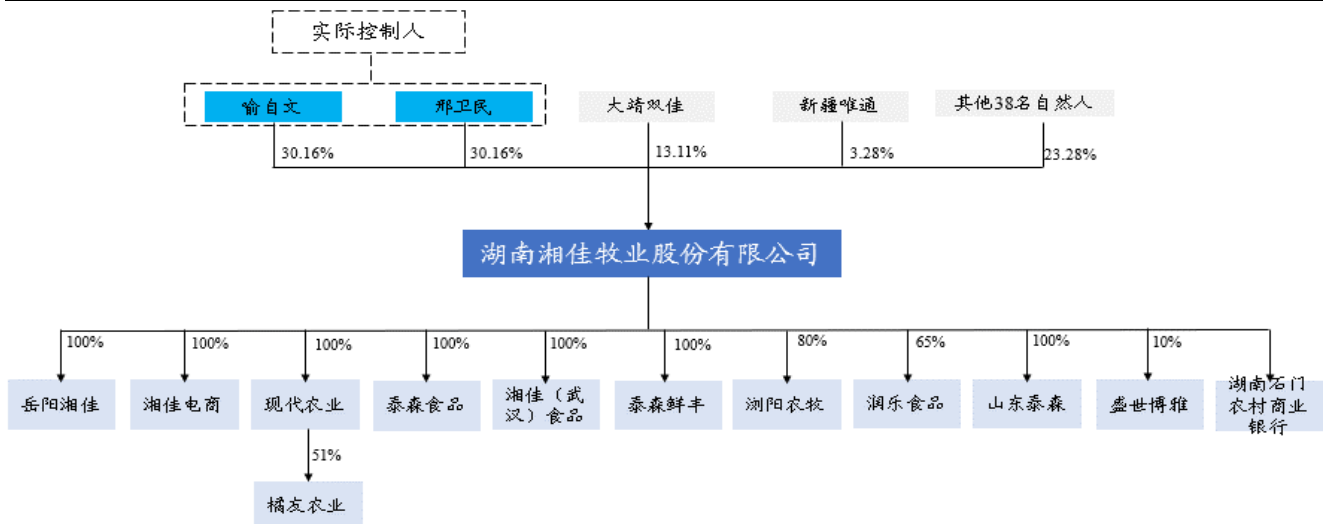 实际控制人
喻自文
邢卫民
大靖双佳
新疆唯通
其他38名自然人
30.16%
30.16%
13.11%
3.28%
23.28%
湖南湘佳牧业股份有限公司
100%
100%
100%
100%
100%
100%
80%
65%
100%
10%
岳阳湘佳
湘佳电商
现代农业
泰森食品
湘佳（武
汉）食品
泰森鲜丰
浏阳农牧
润乐食品
山东泰森
盛世博雅
湖南石门
农村商业
银行
51%
橘友农业